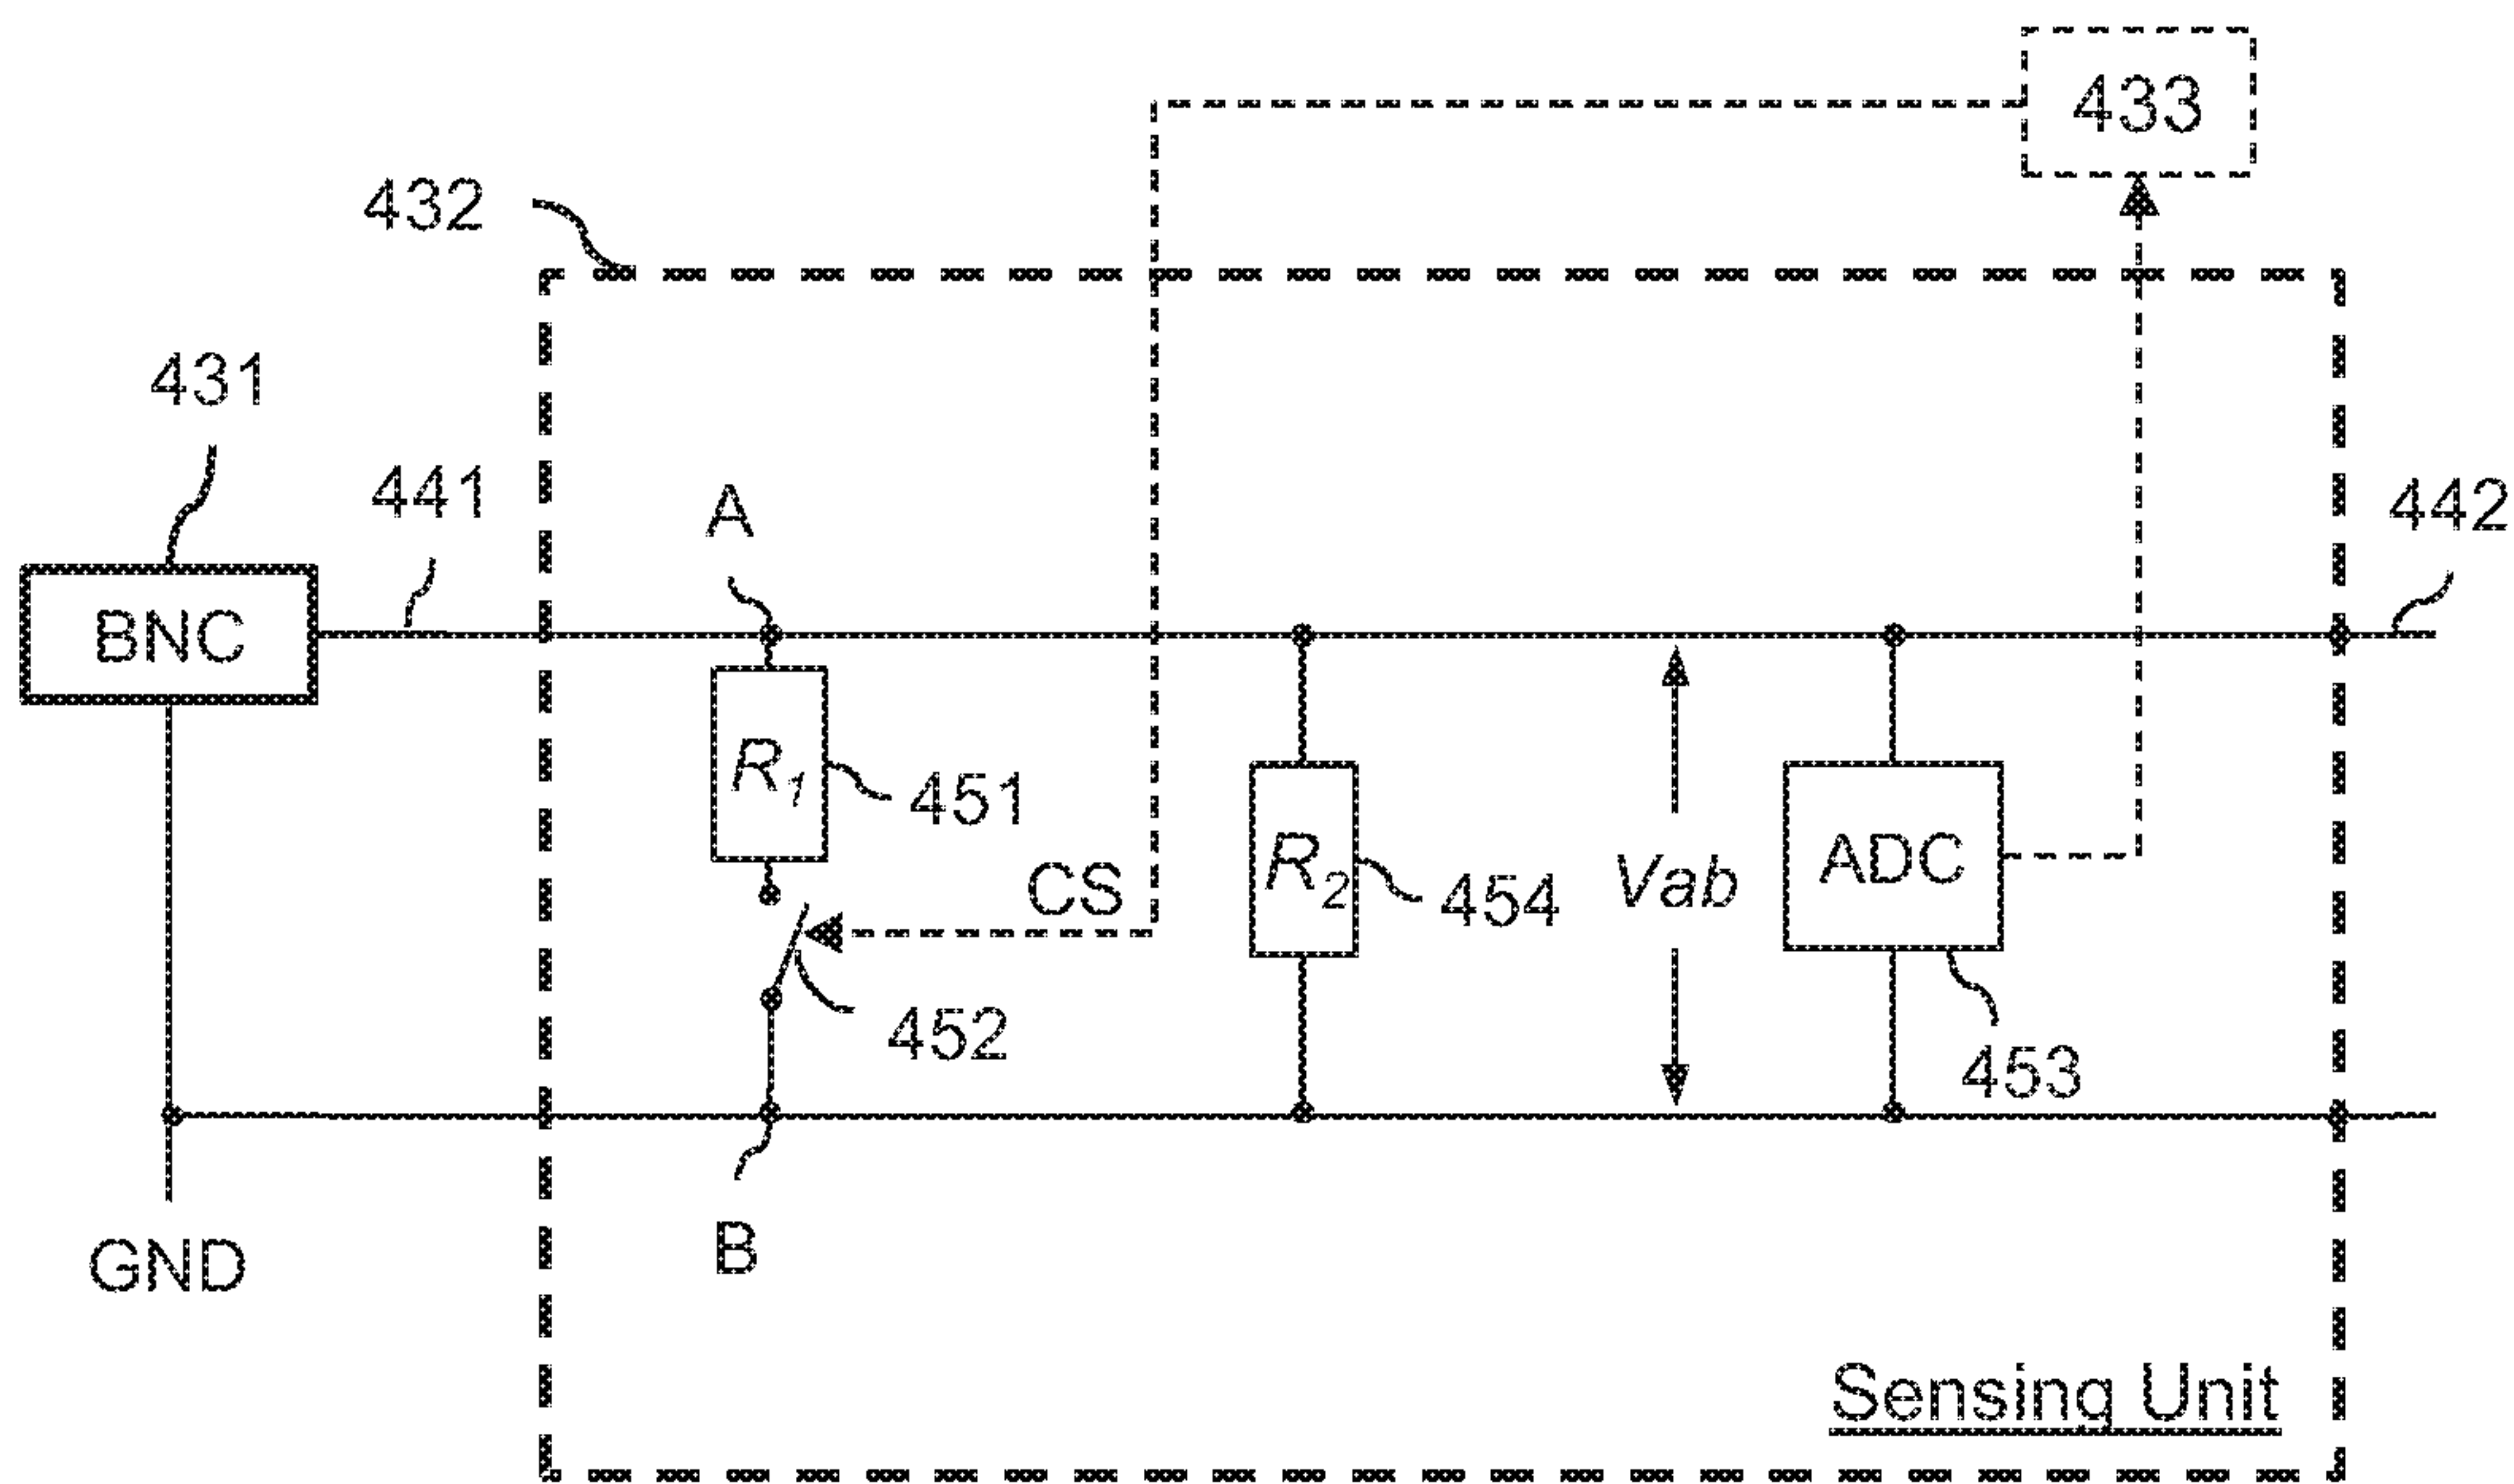 433
432
431
441
A
442
BNC
R1
451
CS
R2
454
Vab
ADC
452
453
B
GND
Sensing Unit